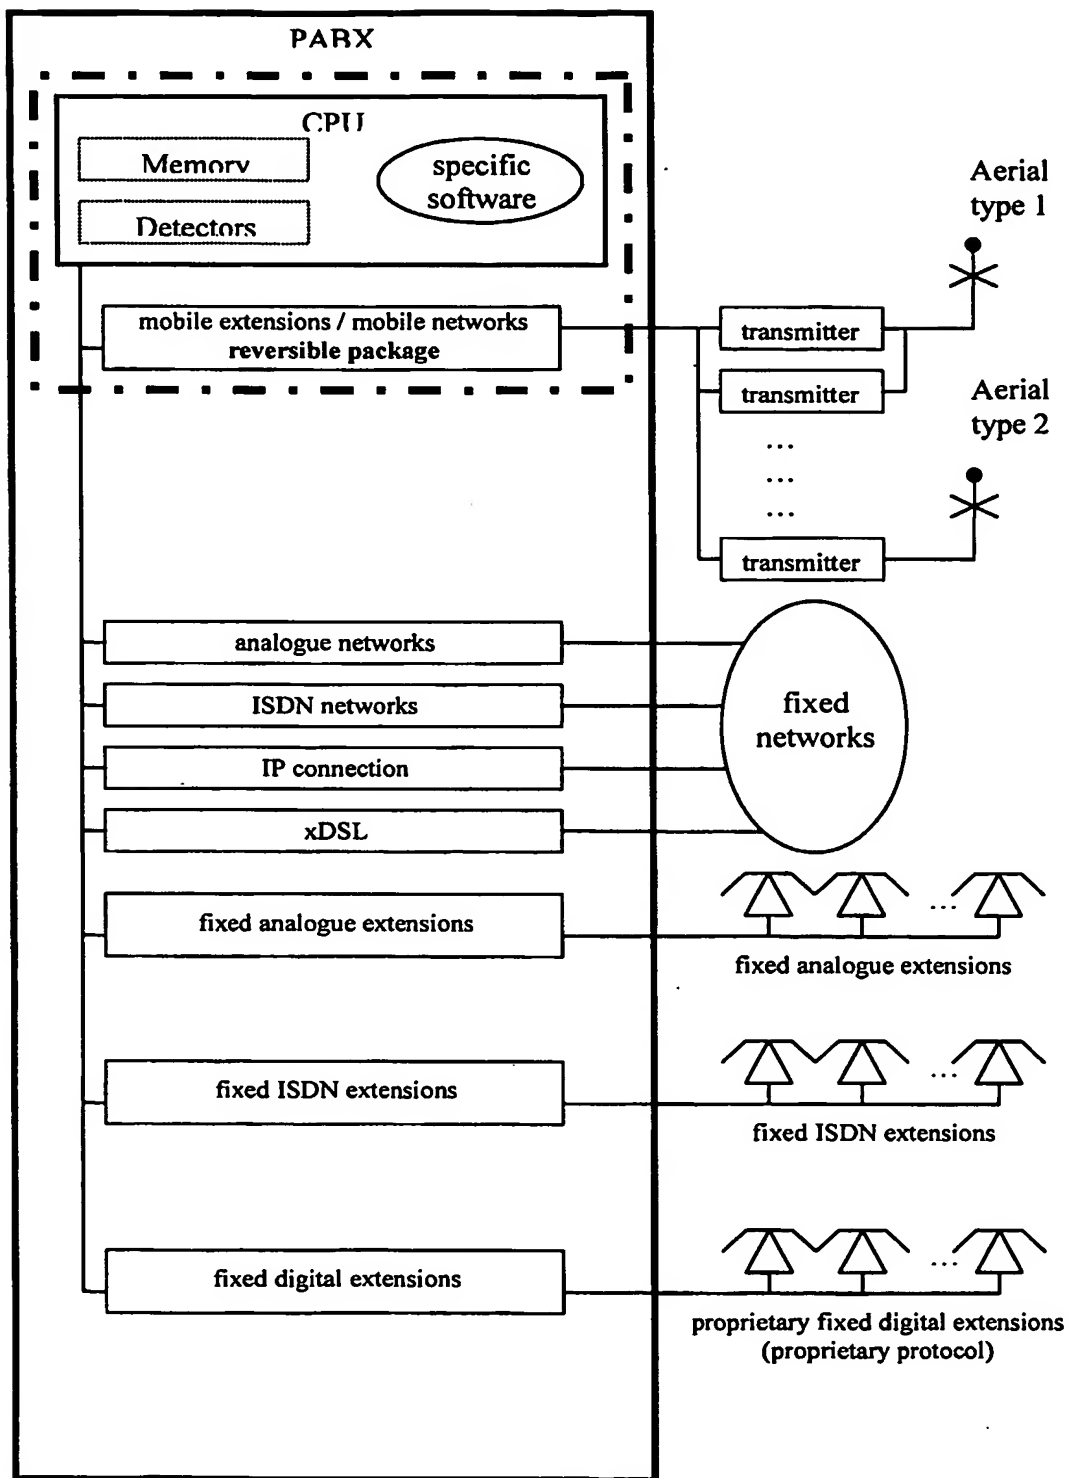 PABX
CPU
Memory
specific
software
Detectors
Aerial
type 1
mobile extensions / mobile networks
reversible package
transmitter
transmitter
Aerial
type 2
...
...
...
transmitter
analogue networks
ISDN networks
fixed
networks
IP connection
xDSL
fixed analogue extensions
...
fixed analogue extensions
fixed ISDN extensions
...
fixed ISDN extensions
fixed digital extensions
...
proprietary fixed digital extensions
(proprietary protocol)